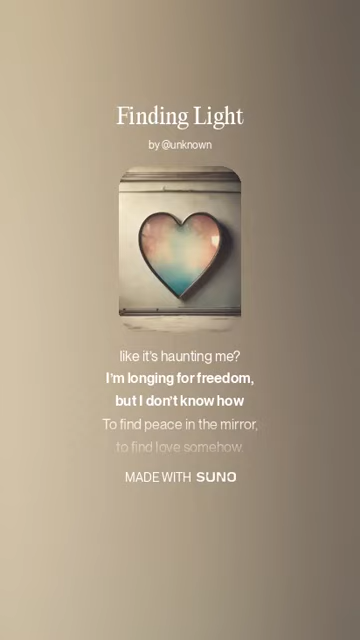 Finding Light
by @unknown
like it's haunting me?
I'm longing for freedom,
but I don't know how
To find peace in the mirror,
to find love somehow.
MADE WITH SUNO